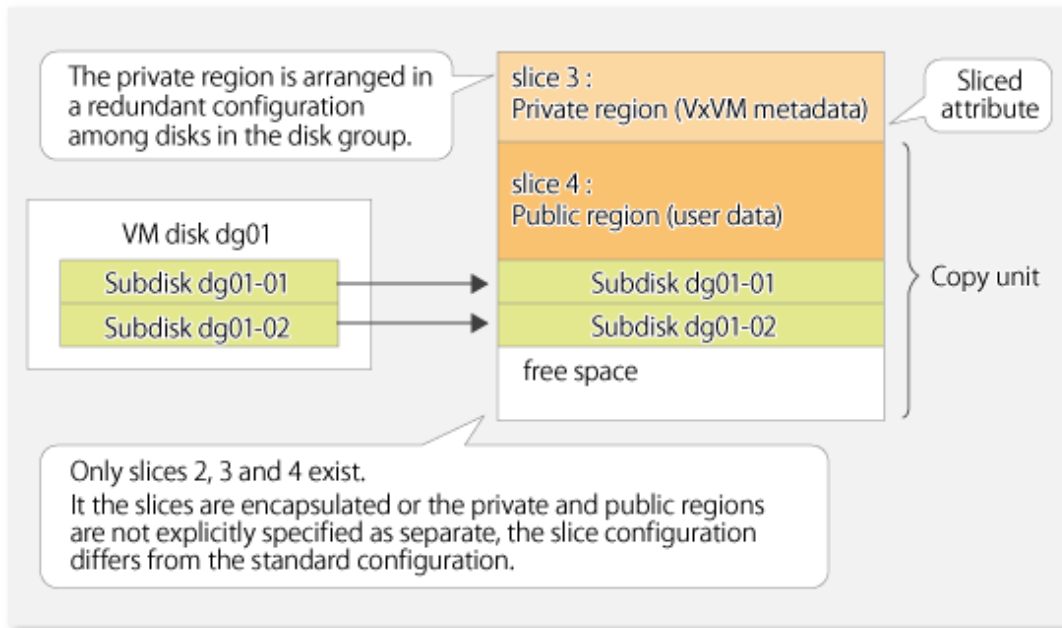 The private region is arranged in
a redundant configuration
among disks in the disk group.
slice 3 :
Private region (VxVM metadata)
Sliced
attribute
slice 4 :
Public region (user data)
VM disk dg01
Subdisk dg01-01
Subdisk dg01-02
Subdisk dg01-01
Subdisk dg01-02
free space
Copy unit
Only slices 2, 3 and 4 exist.
It the slices are encapsulated or the private and public regions
are not explicitly specified as separate, the slice configuration
differs from the standard configuration.